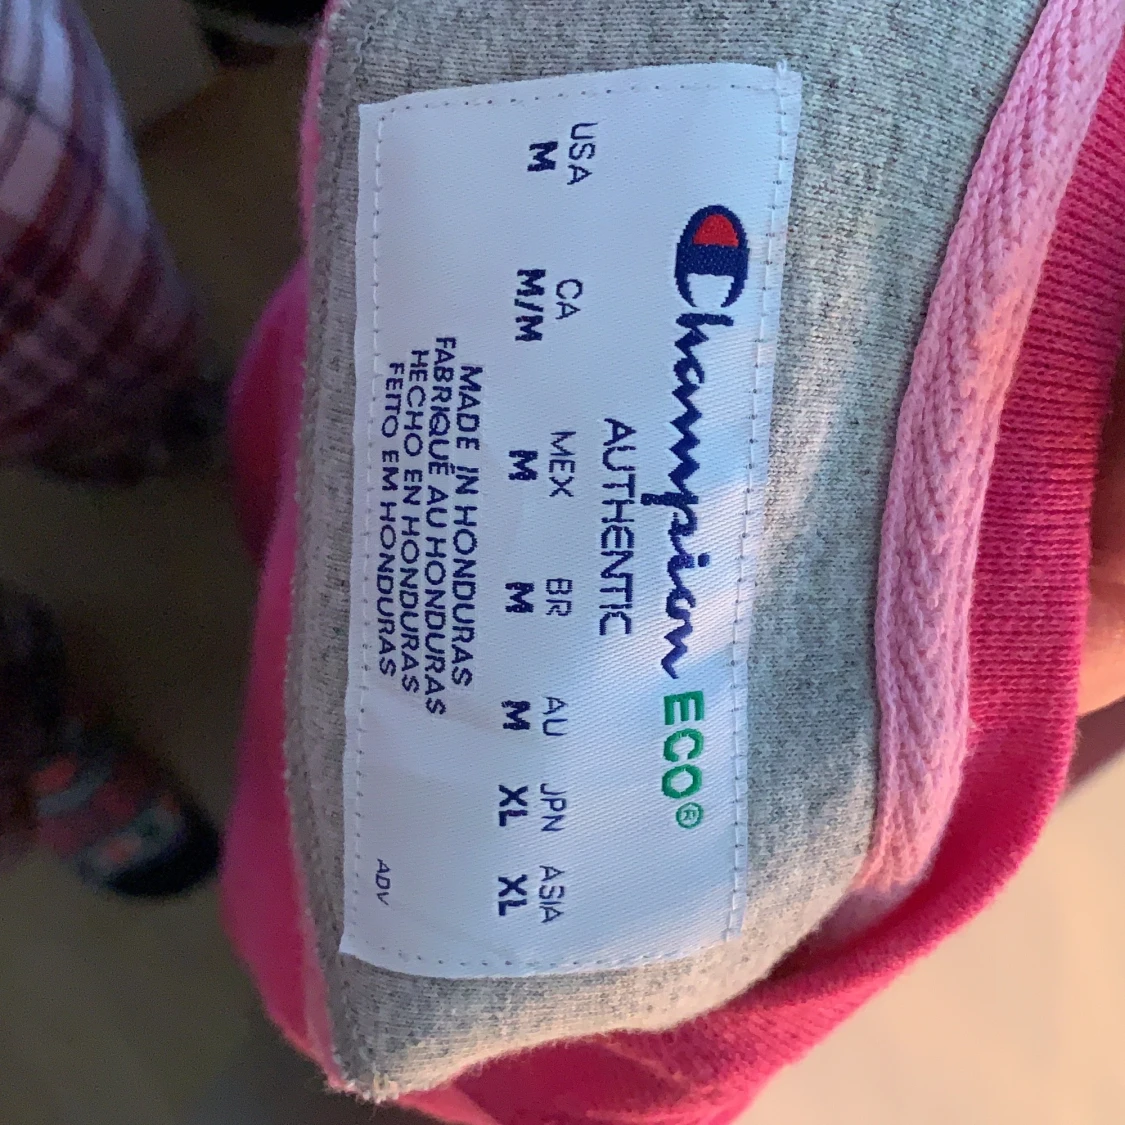 Champion ECO®
AUTHENTIC
USA CA MEX BR AU JPN ASIA
M M/M M M M XL XL
MADE IN HONDURAS
FABRIQUÉ AU HONDURAS
HECHO EN HONDURAS
FEITO EM HONDURAS
ADV